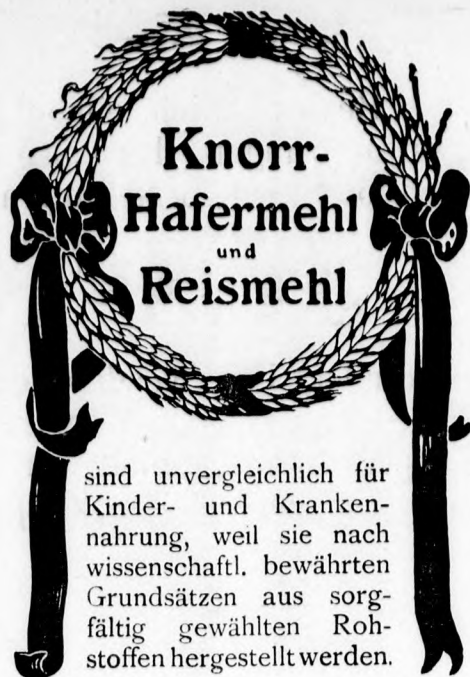 Knorr-
Hafermehl
und
Reismehl
sind unvergleichlich für
Kinder- und Kranken-
nahrung, weil sie nach
wissenschaftl. bewährten
Grundsätzen aus sorg-
fältig gewählten Roh-
stoffen hergestellt werden.